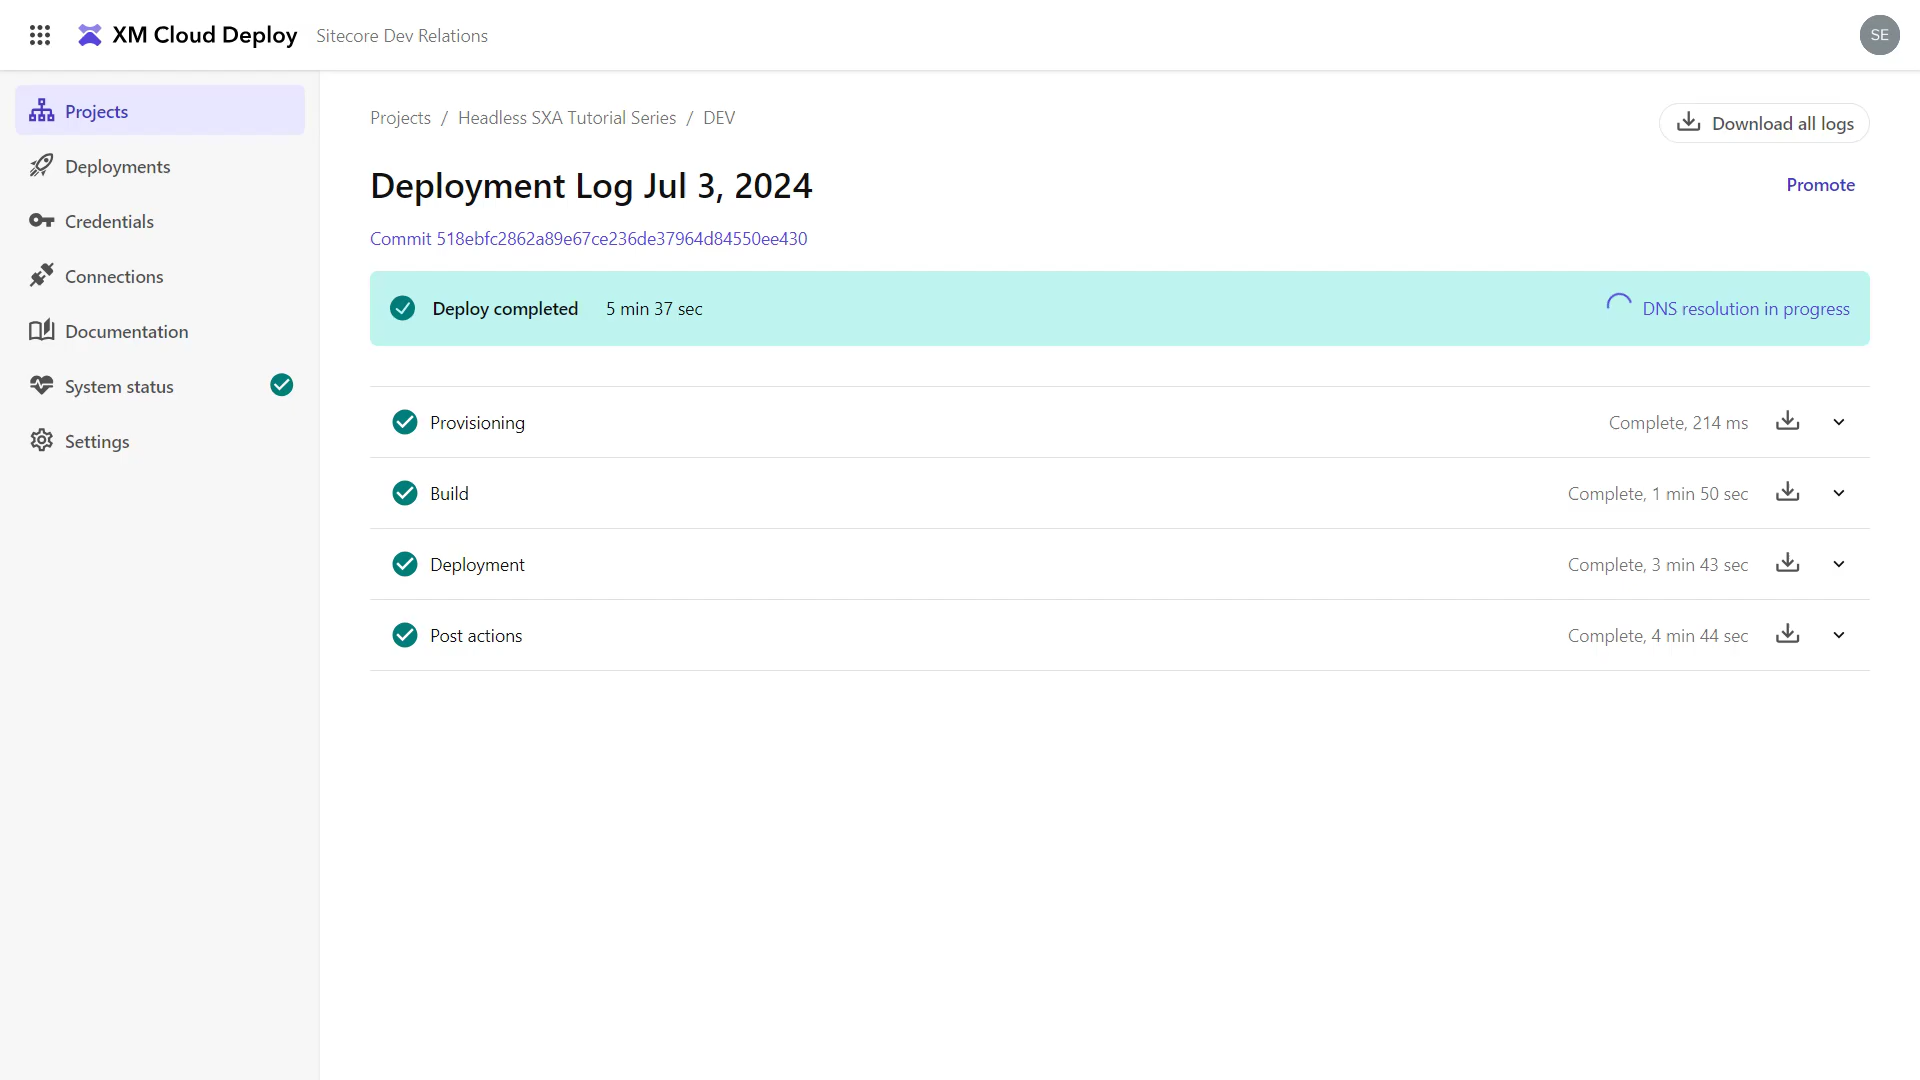 XM Cloud Deploy
Sitecore Dev Relations
SE
Projects
Deployments
Credentials
Connections
Documentation
System status
Settings
Projects / Headless SXA Tutorial Series / DEV
Download all logs
Deployment Log Jul 3, 2024
Promote
Commit 518ebfc2862a89e67ce236de37964d84550ee430
Deploy completed 5 min 37 sec
DNS resolution in progress
Provisioning Complete, 214 ms
Build Complete, 1 min 50 sec
Deployment Complete, 3 min 43 sec
Post actions Complete, 4 min 44 sec